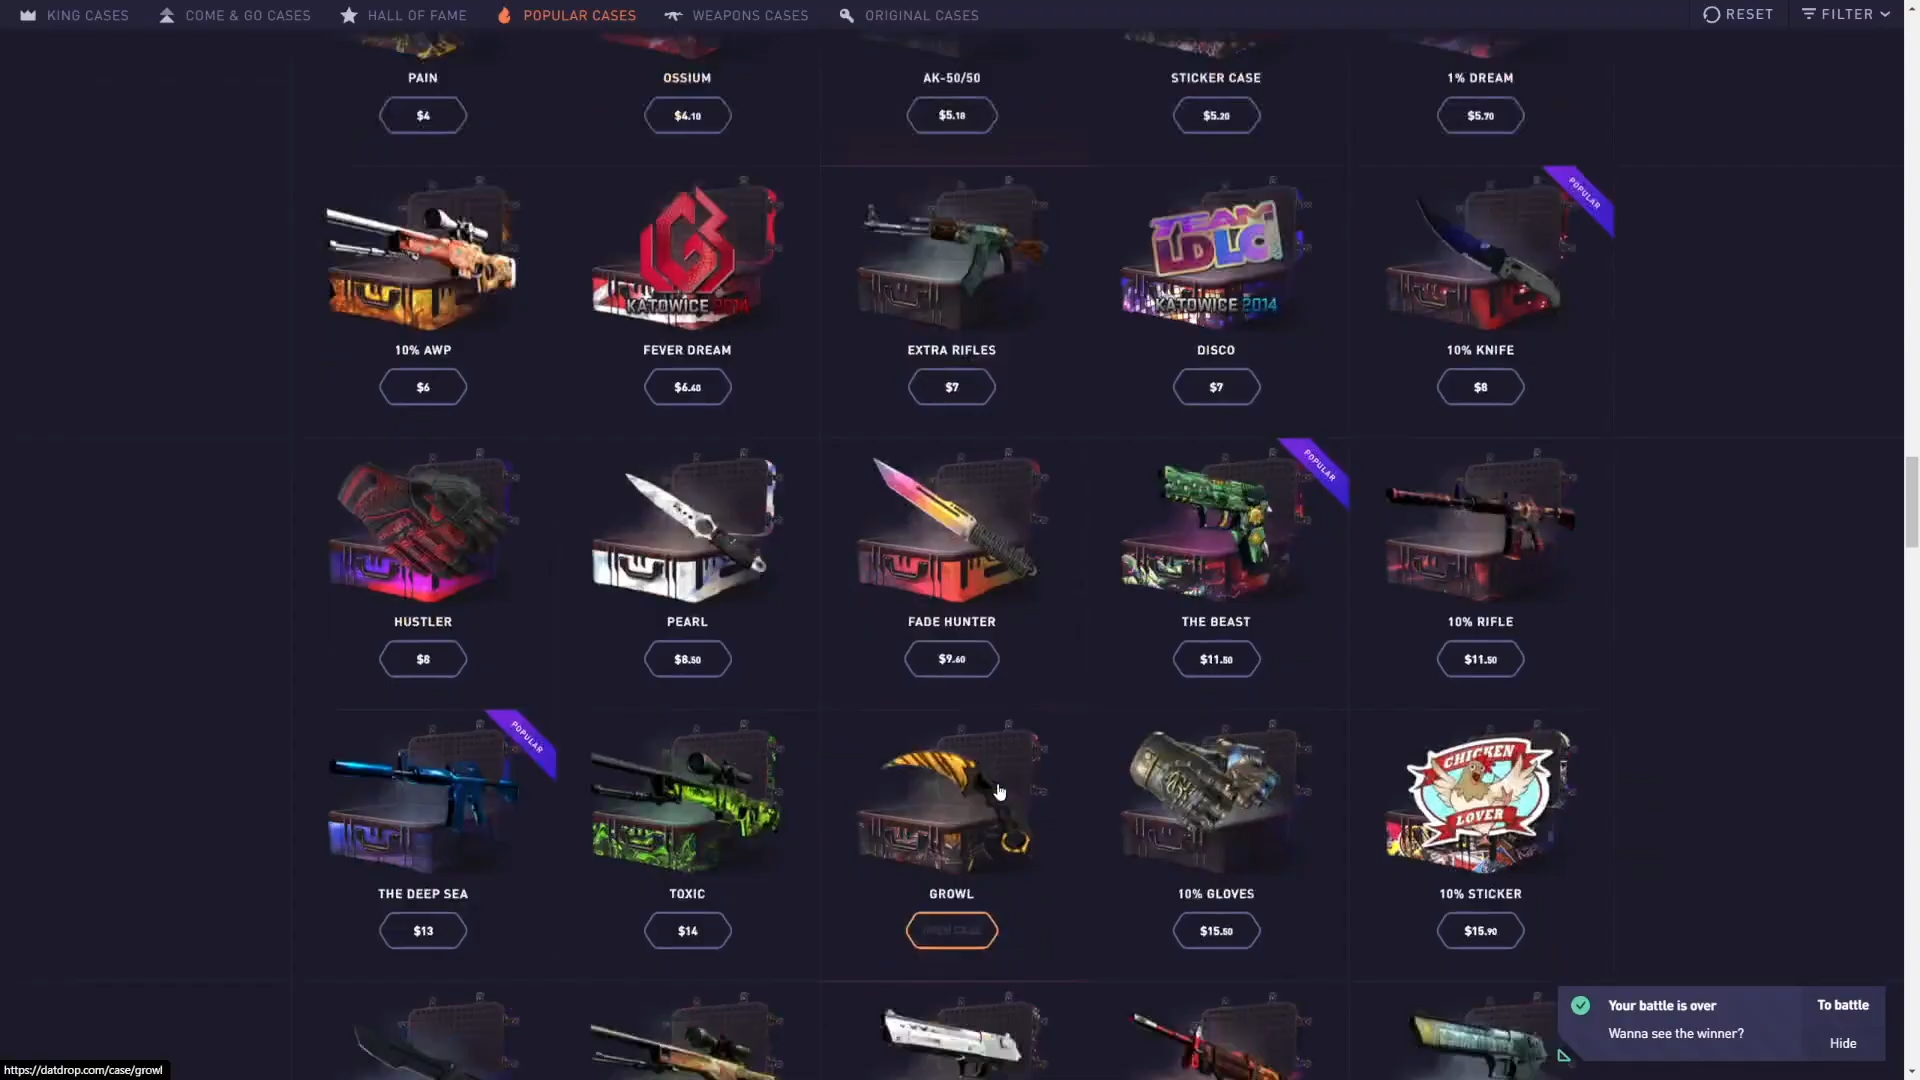 KING CASES
COME & GO CASES
HALL OF FAME
POPULAR CASES
WEAPONS CASES
ORIGINAL CASES
RESET
FILTER
PAIN
OSSIUM
AK-50/50
STICKER CASE
1% DREAM
$4
$4.10
$5.18
$5.20
$5.70
POPULAR
TEAM
LDLC
KATOWICE 2014
KATOWICE 2014
10% AWP
FEVER DREAM
EXTRA RIFLES
DISCO
10% KNIFE
$6
$6.40
$7
$7
$8
POPULAR
HUSTLER
PEARL
FADE HUNTER
THE BEAST
10% RIFLE
$8
$8.50
$9.60
$11.50
$11.50
POPULAR
CHICKEN
LOVER
THE DEEP SEA
TOXIC
GROWL
10% GLOVES
10% STICKER
$13
$14
$15.50
$15.90
Your battle is over
To battle
Wanna see the winner?
Hide
https://datdrop.com/case/growl